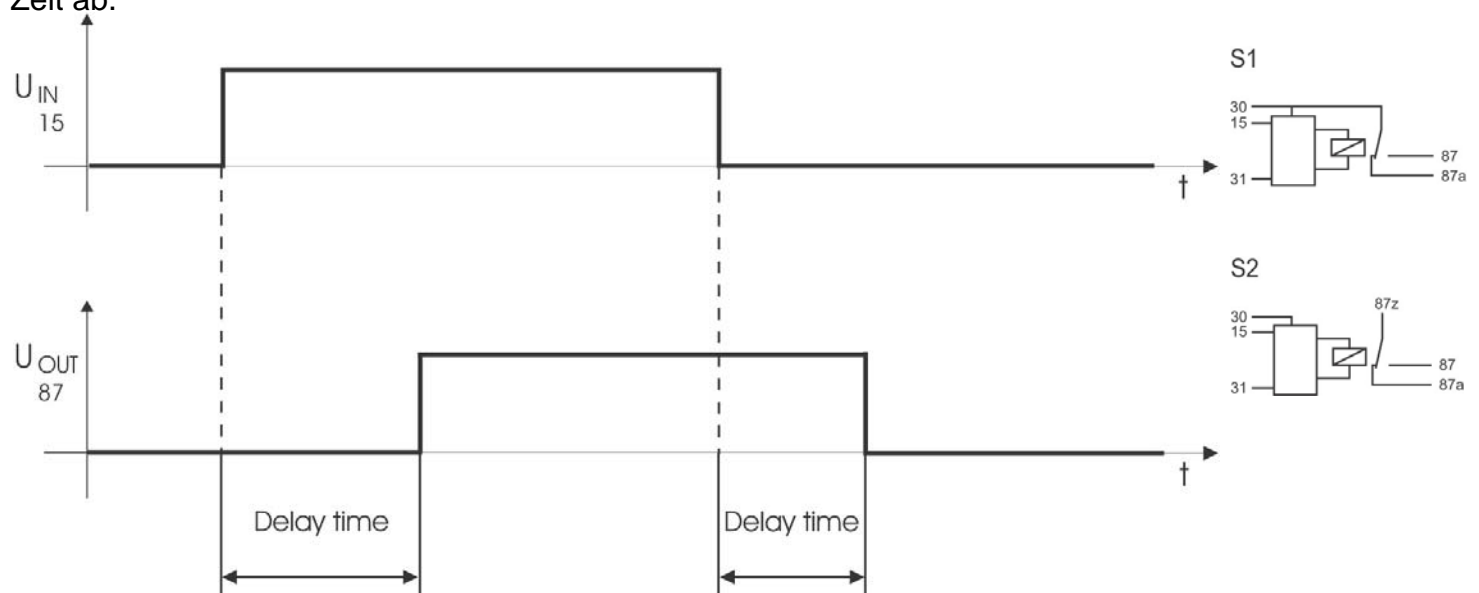 Zeit ab.
U IN
15
t
U OUT
87
t
Delay time
Delay time
S1
30
15
31
87
87a
S2
87z
30
15
31
87
87a